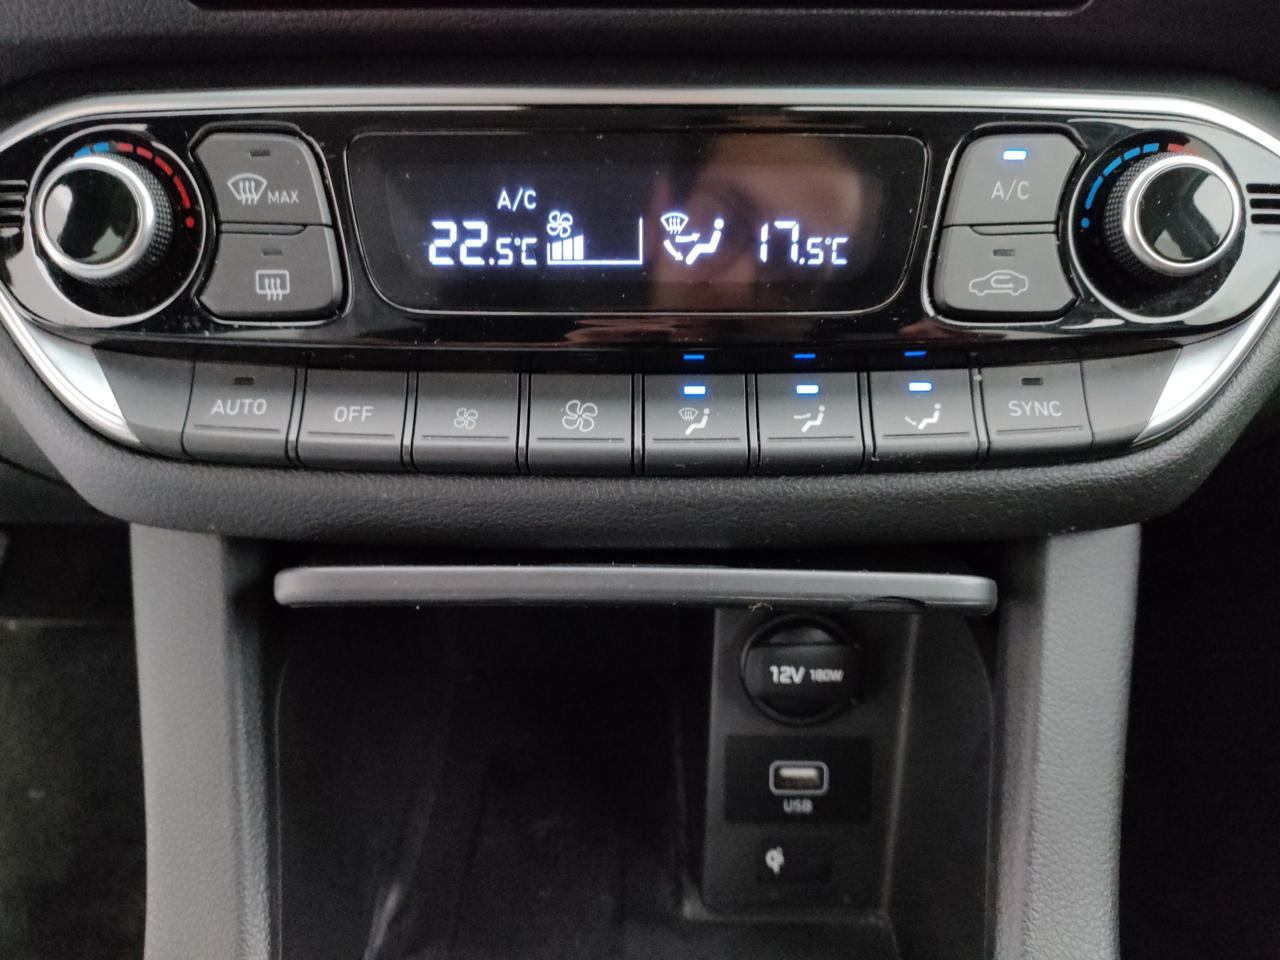 MAX
A/C
22.5°C
17.5°C
A/C
AUTO
OFF
SYNC
12V 180W
USB